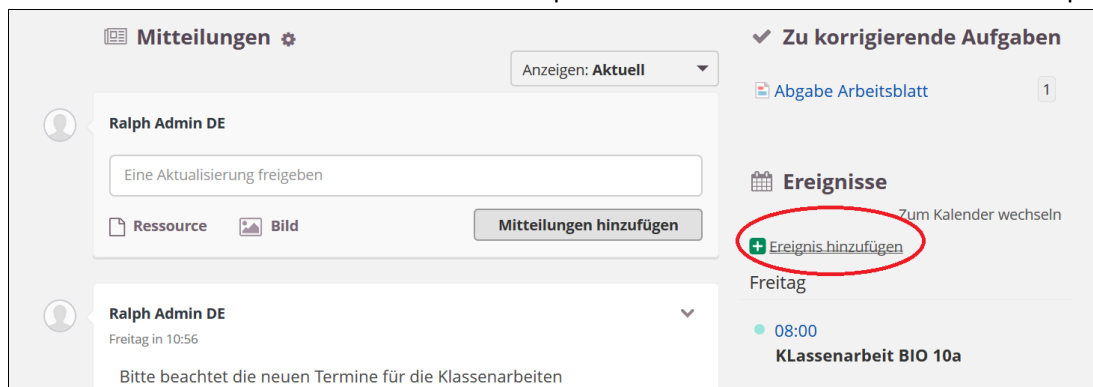 Mitteilungen
Anzeigen: Aktuell
Ralph Admin DE
Eine Aktualisierung freigeben
Ressource Bild Mitteilungen hinzufügen
Ralph Admin DE
Freitag in 10:56
Bitte beachtet die neuen Termine für die Klassenarbeiten
Zu korrigierende Aufgaben
Abgabe Arbeitsblatt 1
Ereignisse
Zum Kalender wechseln
Ereignis hinzufügen
Freitag
08:00
KLassenarbeit BIO 10a